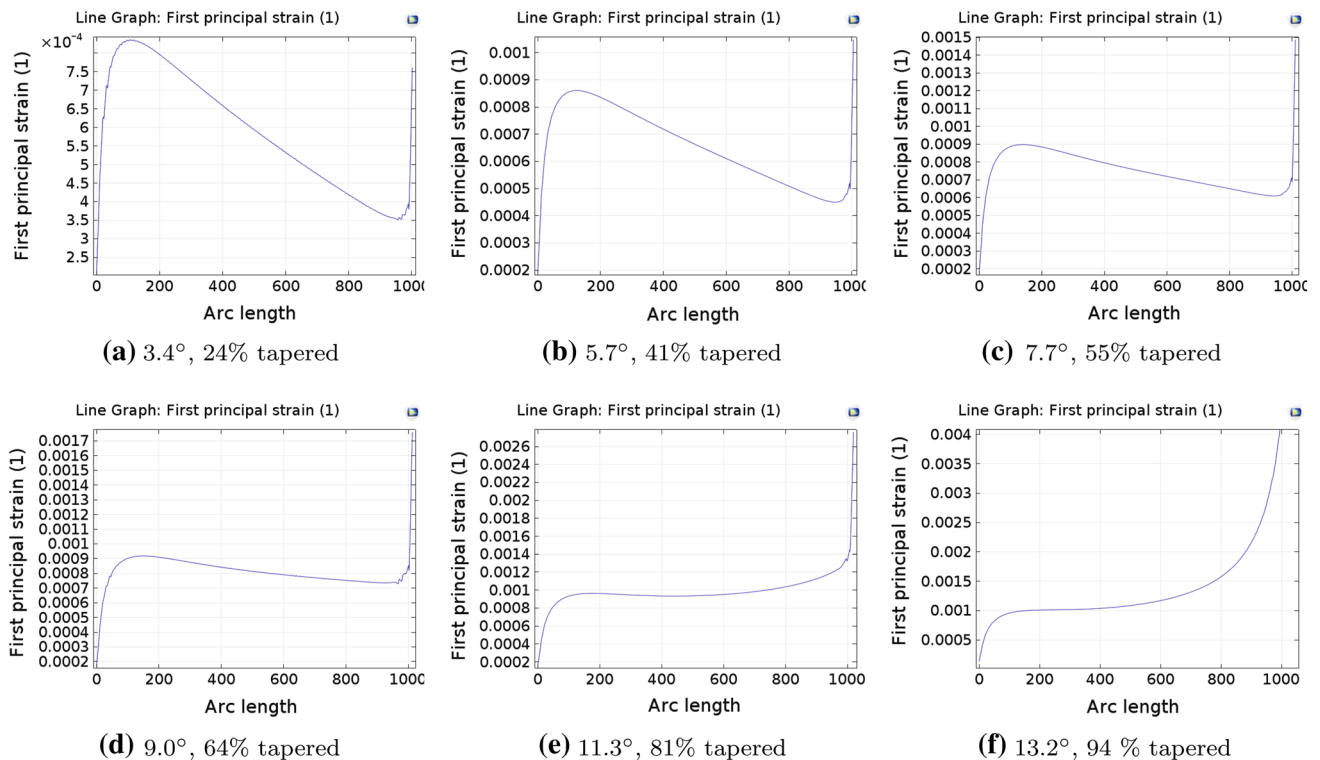 Line Graph: First principal strain (1)
×10⁻⁴
First principal strain (1)
7.5
7
6.5
6
5.5
5
4.5
4
3.5
3
2.5
0 200 400 600 800 1000
Arc length
(a) 3.4°, 24% tapered
Line Graph: First principal strain (1)
First principal strain (1)
0.001
0.0009
0.0008
0.0007
0.0006
0.0005
0.0004
0.0003
0.0002
0 200 400 600 800 1000
Arc length
(b) 5.7°, 41% tapered
Line Graph: First principal strain (1)
First principal strain (1)
0.0015
0.0014
0.0013
0.0012
0.0011
0.001
0.0009
0.0008
0.0007
0.0006
0.0005
0.0004
0.0003
0.0002
0 200 400 600 800 1000
Arc length
(c) 7.7°, 55% tapered
Line Graph: First principal strain (1)
First principal strain (1)
0.0017
0.0016
0.0015
0.0014
0.0013
0.0012
0.0011
0.001
0.0009
0.0008
0.0007
0.0006
0.0005
0.0004
0.0003
0.0002
0 200 400 600 800 1000
Arc length
(d) 9.0°, 64% tapered
Line Graph: First principal strain (1)
First principal strain (1)
0.0026
0.0024
0.0022
0.002
0.0018
0.0016
0.0014
0.0012
0.001
0.0008
0.0006
0.0004
0.0002
0 200 400 600 800 1000
Arc length
(e) 11.3°, 81% tapered
Line Graph: First principal strain (1)
First principal strain (1)
0.004
0.0035
0.003
0.0025
0.002
0.0015
0.001
0.0005
0 200 400 600 800 1000
Arc length
(f) 13.2°, 94 % tapered